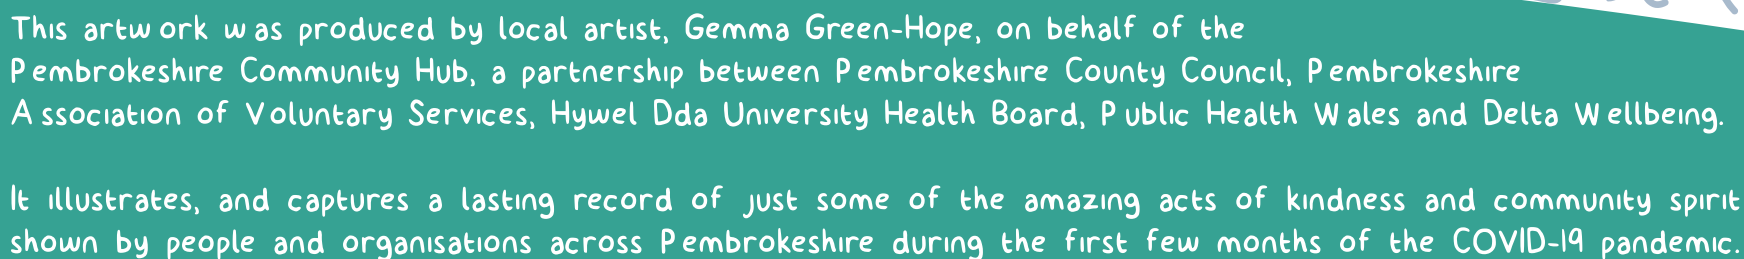 This artwork was produced by local artist, Gemma Green-Hope, on behalf of the
Pembrokeshire Community Hub, a partnership between Pembrokeshire County Council, Pembrokeshire
Association of Voluntary Services, Hywel Dda University Health Board, Public Health Wales and Delta Wellbeing.
It illustrates, and captures a lasting record of just some of the amazing acts of kindness and community spirit
shown by people and organisations across Pembrokeshire during the first few months of the COVID-19 pandemic.